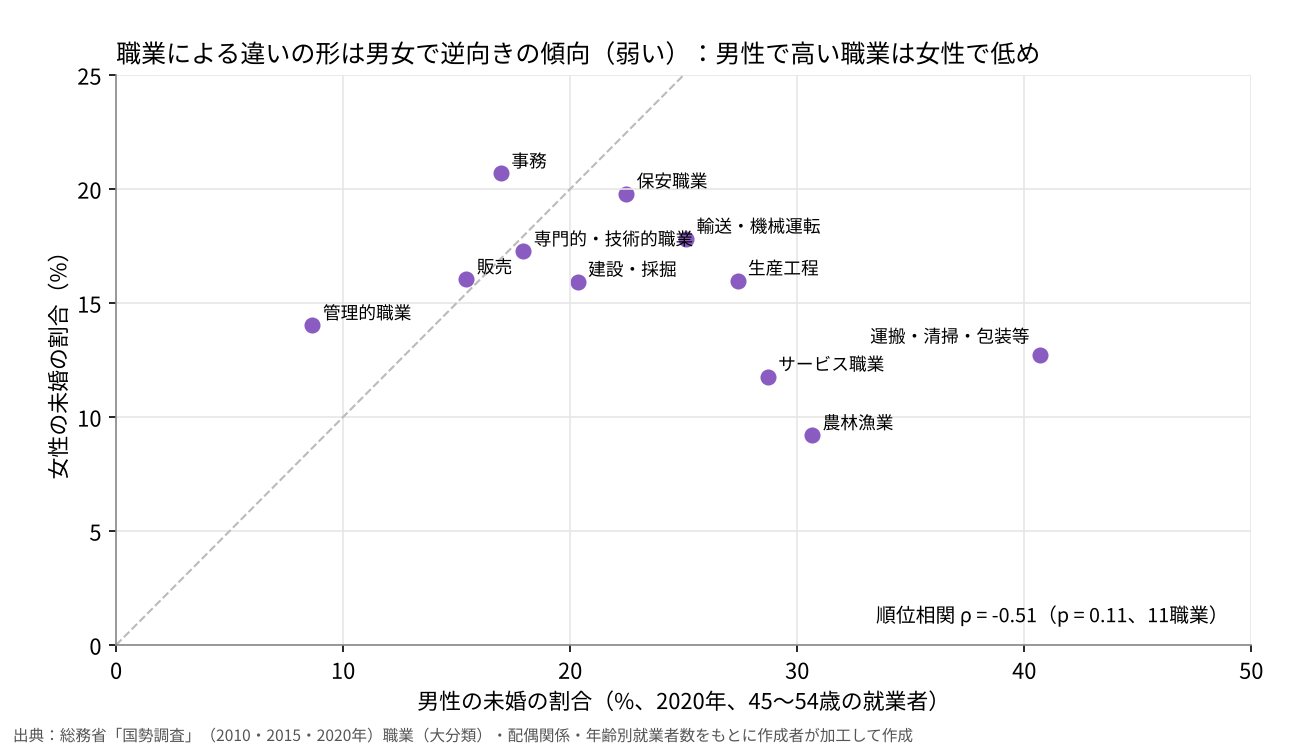 職業による違いの形は男女で逆向きの傾向（弱い）：男性で高い職業は女性で低め
25
20
15
10
5
0
女性の未婚の割合（%）
事務
保安職業
輸送・機械運転
専門的・技術的職業
販売
建設・採掘
生産工程
管理的職業
運搬・清掃・包装等
サービス職業
農林漁業
順位相関 ρ = -0.51（p = 0.11、11職業）
0 10 20 30 40 50
男性の未婚の割合（%、2020年、45〜54歳の就業者）
出典：総務省「国勢調査」（2010・2015・2020年）職業（大分類）・配偶関係・年齢別就業者数をもとに作成者が加工して作成